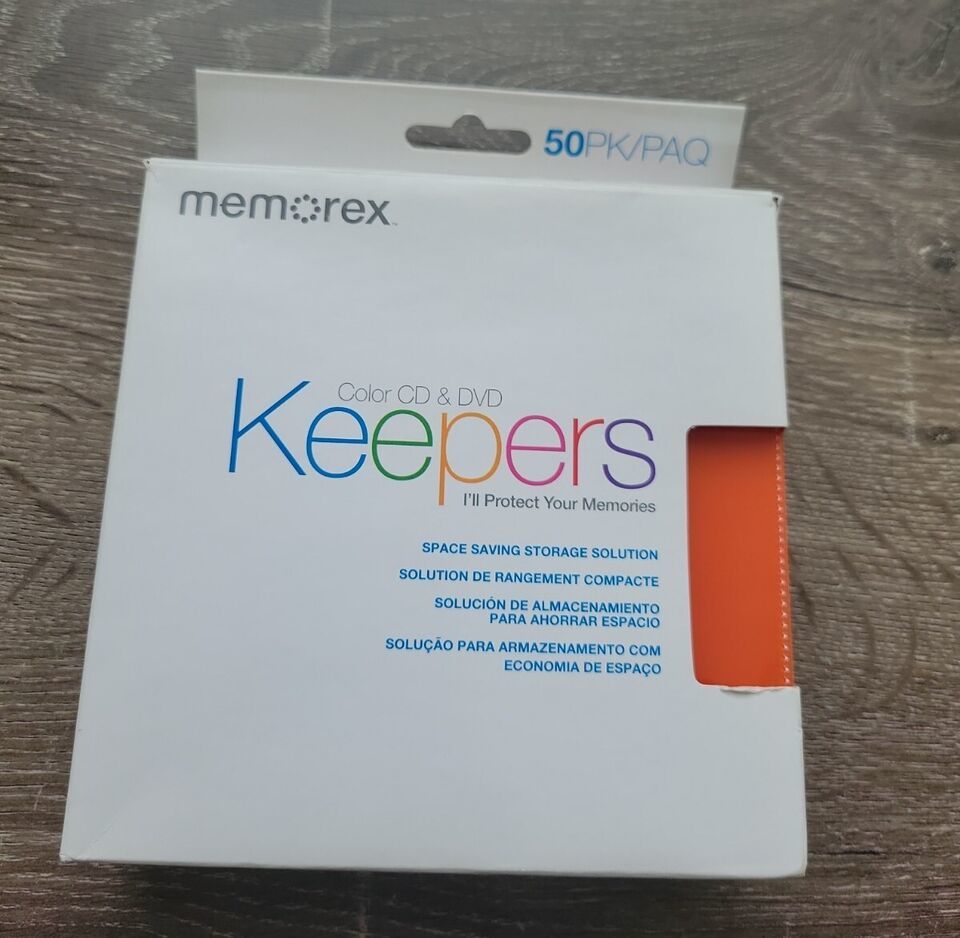 50PK/PAQ
memorex™
Color CD & DVD
Keepers
I'll Protect Your Memories
SPACE SAVING STORAGE SOLUTION
SOLUTION DE RANGEMENT COMPACTE
SOLUCIÓN DE ALMACENAMIENTO
PARA AHORRAR ESPACIO
SOLUÇÃO PARA ARMAZENAMENTO COM
ECONOMIA DE ESPAÇO